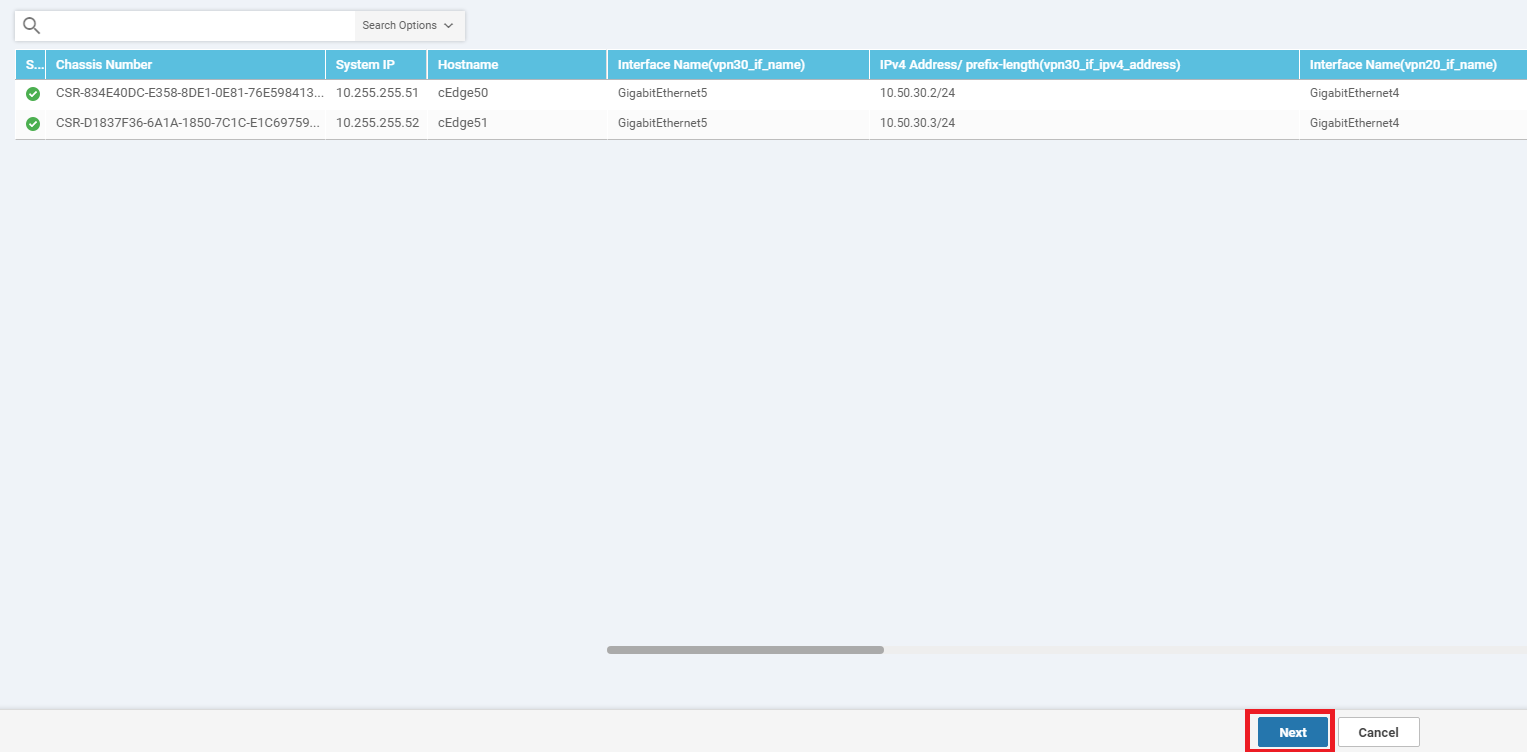 Search Options
S... Chassis Number System IP Hostname Interface Name(vpn30_if_name) IPv4 Address/ prefix-length(vpn30_if_ipv4_address) Interface Name(vpn20_if_name)
CSR-834E40DC-E358-8DE1-0E81-76E598413... 10.255.255.51 cEdge50 GigabitEthernet5 10.50.30.2/24 GigabitEthernet4
CSR-D1837F36-6A1A-1850-7C1C-E1C69759... 10.255.255.52 cEdge51 GigabitEthernet5 10.50.30.3/24 GigabitEthernet4
Next Cancel